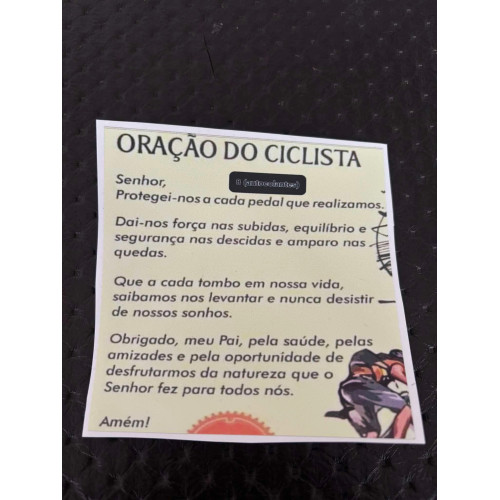 ORAÇÃO DO CICLISTA
Senhor,
8 (autocolantes)
Protegei-nos a cada pedal que realizamos.
Dai-nos força nas subidas, equilíbrio e
segurança nas descidas e amparo nas
quedas.
Que a cada tombo em nossa vida,
saibamos nos levantar e nunca desistir
de nossos sonhos.
Obrigado, meu Pai, pela saúde, pelas
amizades e pela oportunidade de
desfrutarmos da natureza que o
Senhor fez para todos nós.
Amém!